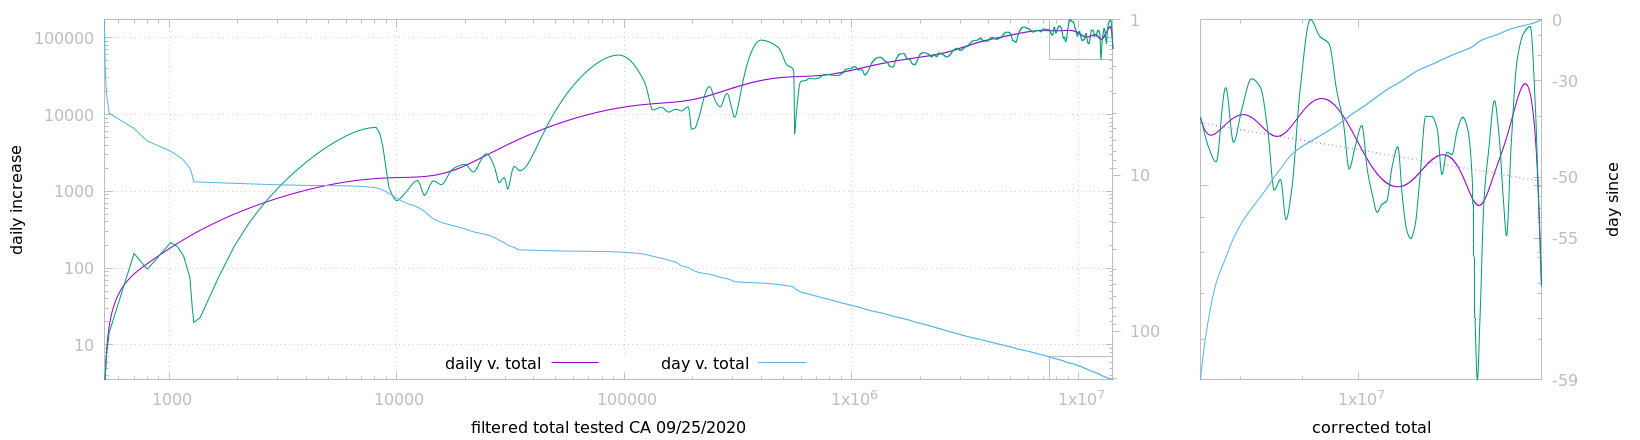 daily increase
100000
10000
1000
100
10
daily v. total
day v. total
1000
10000
100000
1x10^6
1x10^7
filtered total tested CA 09/25/2020
1
10
100
1x10^7
corrected total
0
-30
-50
-55
-59
day since